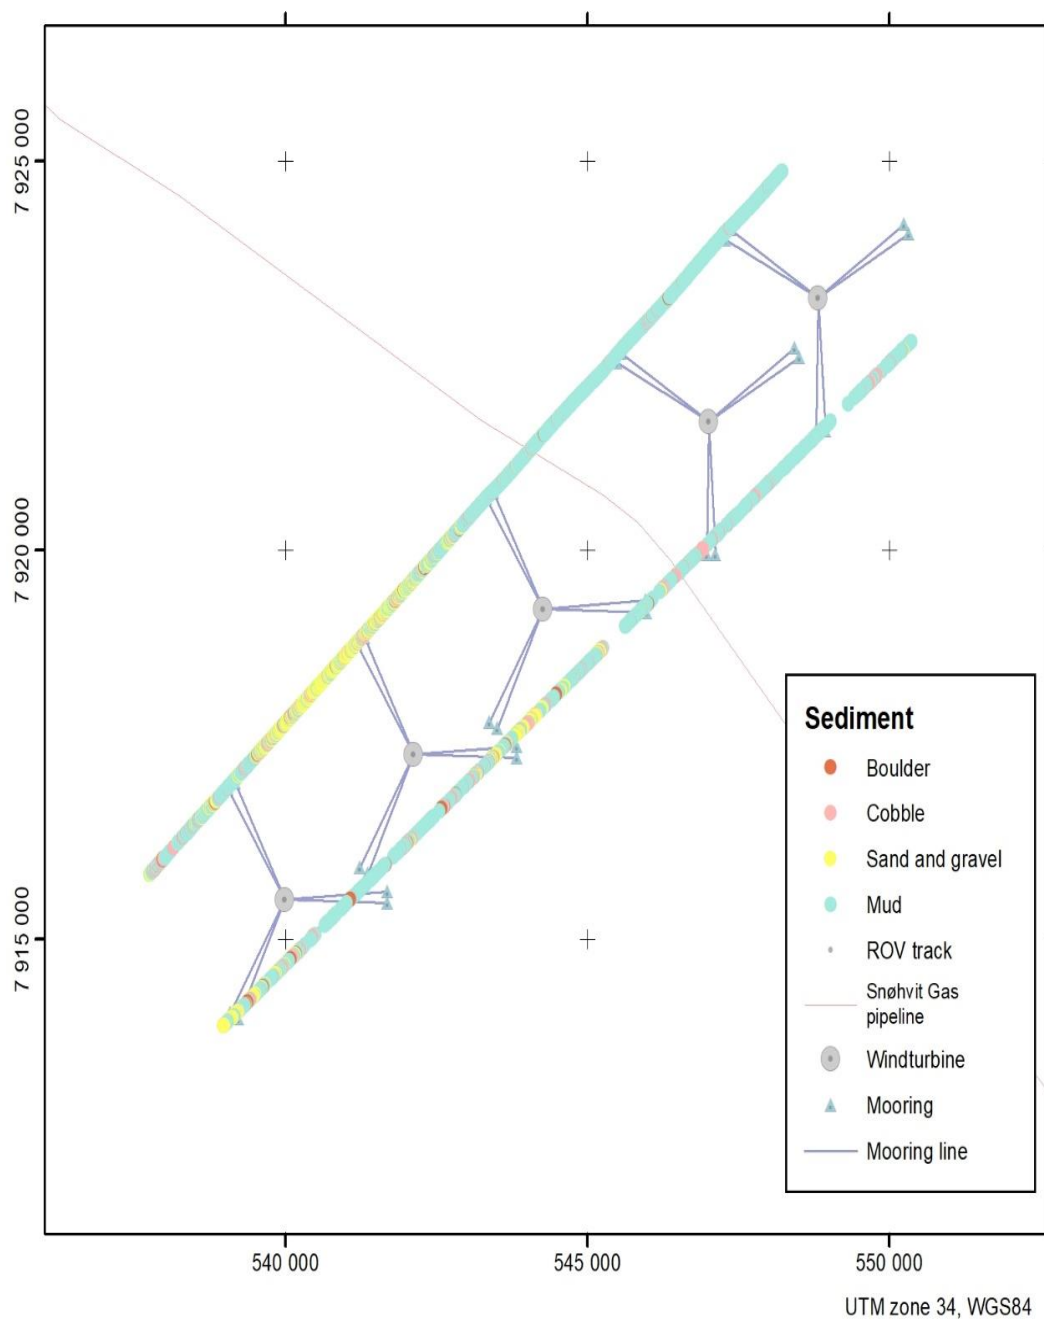 7 925 000
7 920 000
7 915 000
Sediment
Boulder
Cobble
Sand and gravel
Mud
ROV track
Snøhvit Gas
pipeline
Windturbine
Mooring
Mooring line
540 000
545 000
550 000
UTM zone 34, WGS84